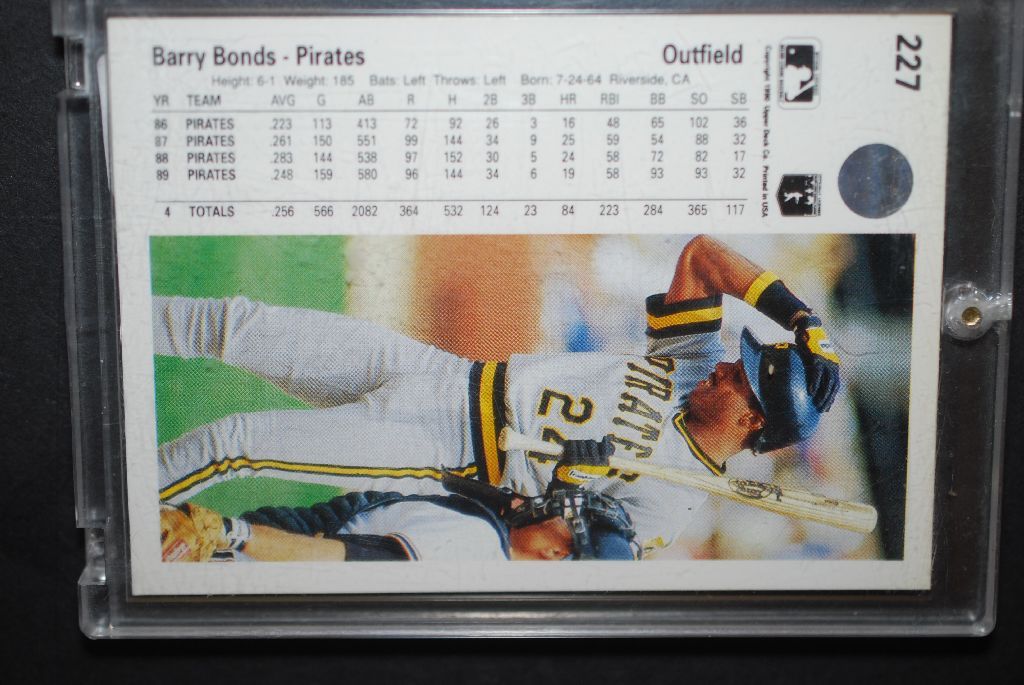 Barry Bonds - Pirates Outfield
Height: 6-1 Weight: 185 Bats: Left Throws: Left Born: 7-24-64 Riverside, CA
YR TEAM AVG G AB R H 2B 3B HR RBI BB SO SB
86 PIRATES .223 113 413 72 92 26 3 16 48 65 102 36
87 PIRATES .261 150 551 99 144 34 9 25 59 54 88 32
88 PIRATES .283 144 538 97 152 30 5 24 58 72 82 17
89 PIRATES .248 159 580 96 144 34 6 19 58 93 93 32
4 TOTALS .256 566 2082 364 532 124 23 84 223 284 365 117
Copyright 1990 Upper Deck Co. Printed in USA
227
PIRATES
24